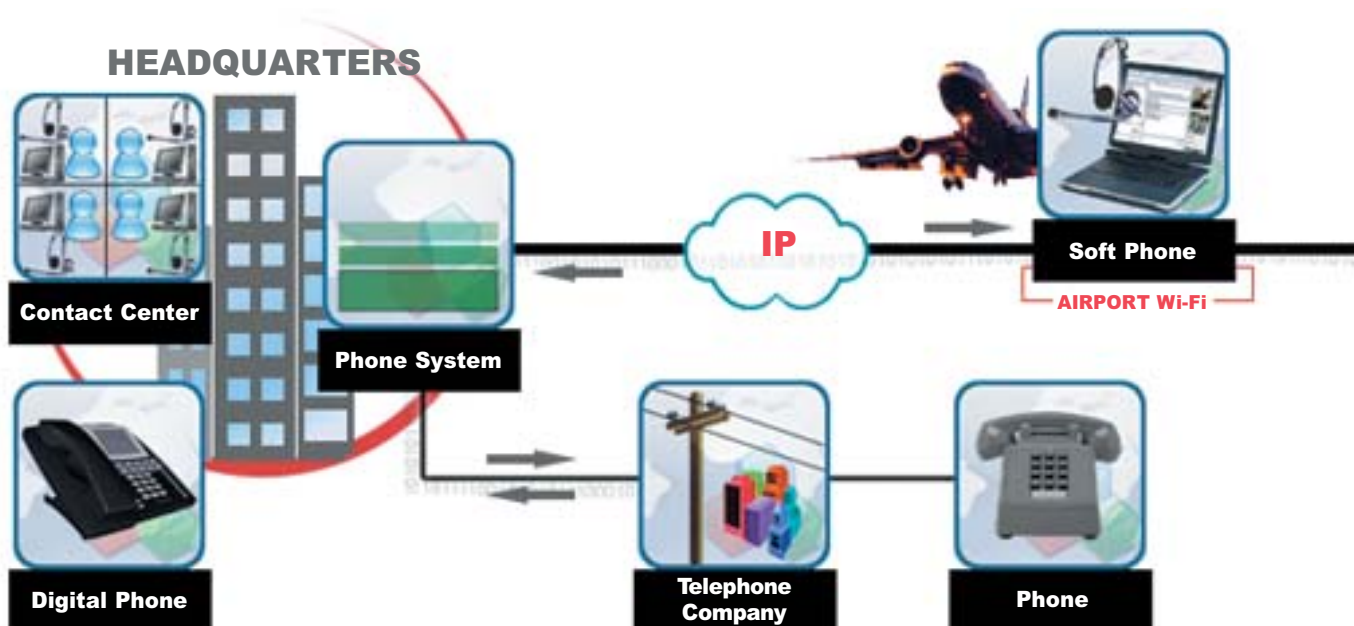 HEADQUARTERS
Contact Center
Phone System
IP
Soft Phone
AIRPORT Wi-Fi
Digital Phone
Telephone
Company
Phone